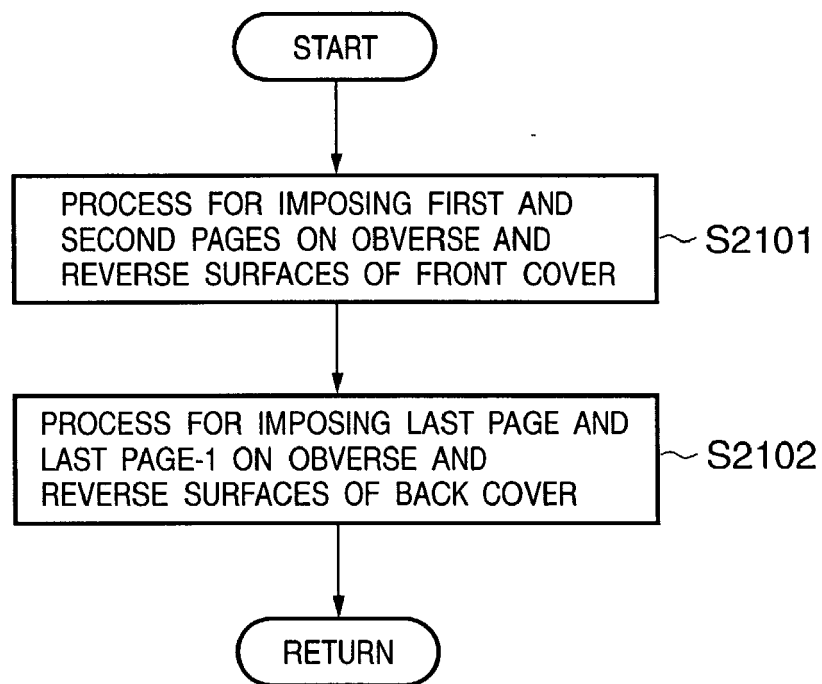 START
PROCESS FOR IMPOSING FIRST AND
SECOND PAGES ON OBVERSE AND
REVERSE SURFACES OF FRONT COVER
S2101
PROCESS FOR IMPOSING LAST PAGE AND
LAST PAGE-1 ON OBVERSE AND
REVERSE SURFACES OF BACK COVER
S2102
RETURN